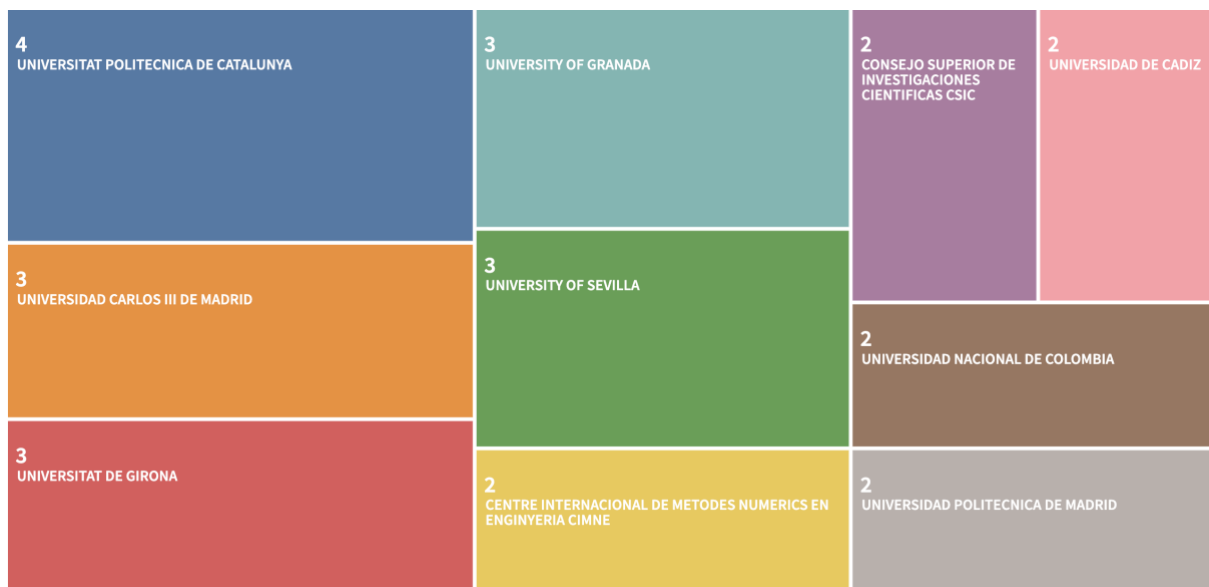 4
UNIVERSITAT POLITECNICA DE CATALUNYA
3
UNIVERSIDAD CARLOS III DE MADRID
3
UNIVERSITAT DE GIRONA
3
UNIVERSITY OF GRANADA
3
UNIVERSITY OF SEVILLA
2
CENTRE INTERNACIONAL DE METODES NUMERICS EN
ENGINYERIA CIMNE
2
CONSEJO SUPERIOR DE
INVESTIGACIONES
CIENTIFICAS CSIC
2
UNIVERSIDAD DE CADIZ
2
UNIVERSIDAD NACIONAL DE COLOMBIA
2
UNIVERSIDAD POLITECNICA DE MADRID